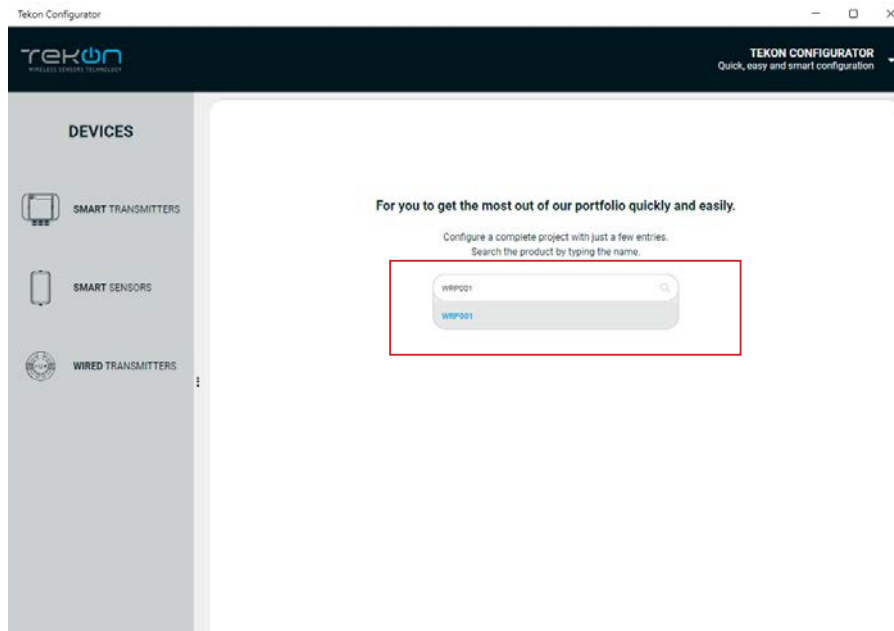 Tekon Configurator
TEKON
WIRELESS SENSORS TECHNOLOGY
TEKON CONFIGURATOR
Quick, easy and smart configuration
DEVICES
SMART TRANSMITTERS
SMART SENSORS
WIRED TRANSMITTERS
For you to get the most out of our portfolio quickly and easily.
Configure a complete project with just a few entries.
Search the product by typing the name.
WRP001
WRP001